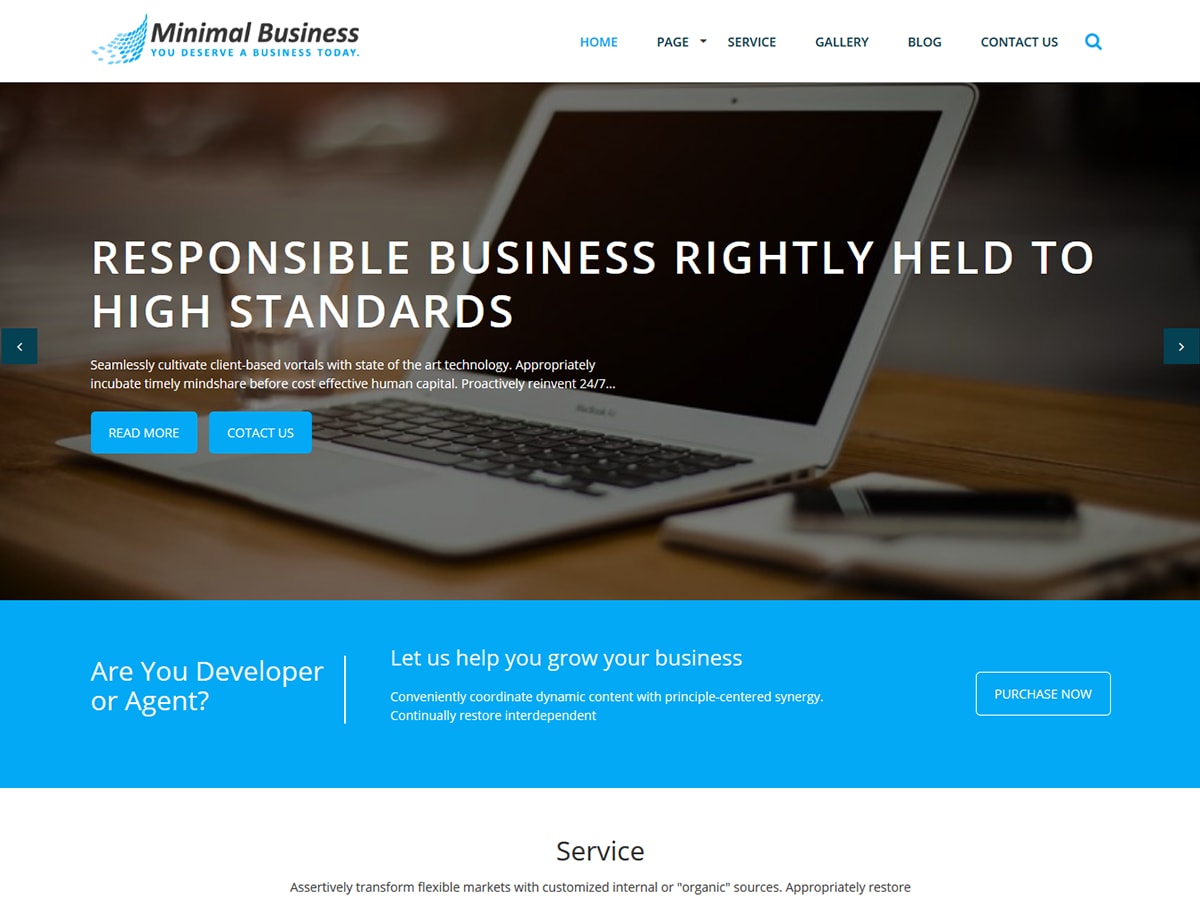 Minimal Business
YOU DESERVE A BUSINESS TODAY.
HOME PAGE SERVICE GALLERY BLOG CONTACT US
RESPONSIBLE BUSINESS RIGHTLY HELD TO
HIGH STANDARDS
Seamlessly cultivate client-based vortals with state of the art technology. Appropriately
incubate timely mindshare before cost effective human capital. Proactively reinvent 24/7...
MacBook Air
READ MORE COTACT US
Are You Developer
or Agent?
Let us help you grow your business
Conveniently coordinate dynamic content with principle-centered synergy.
Continually restore interdependent
PURCHASE NOW
Service
Assertively transform flexible markets with customized internal or "organic" sources. Appropriately restore